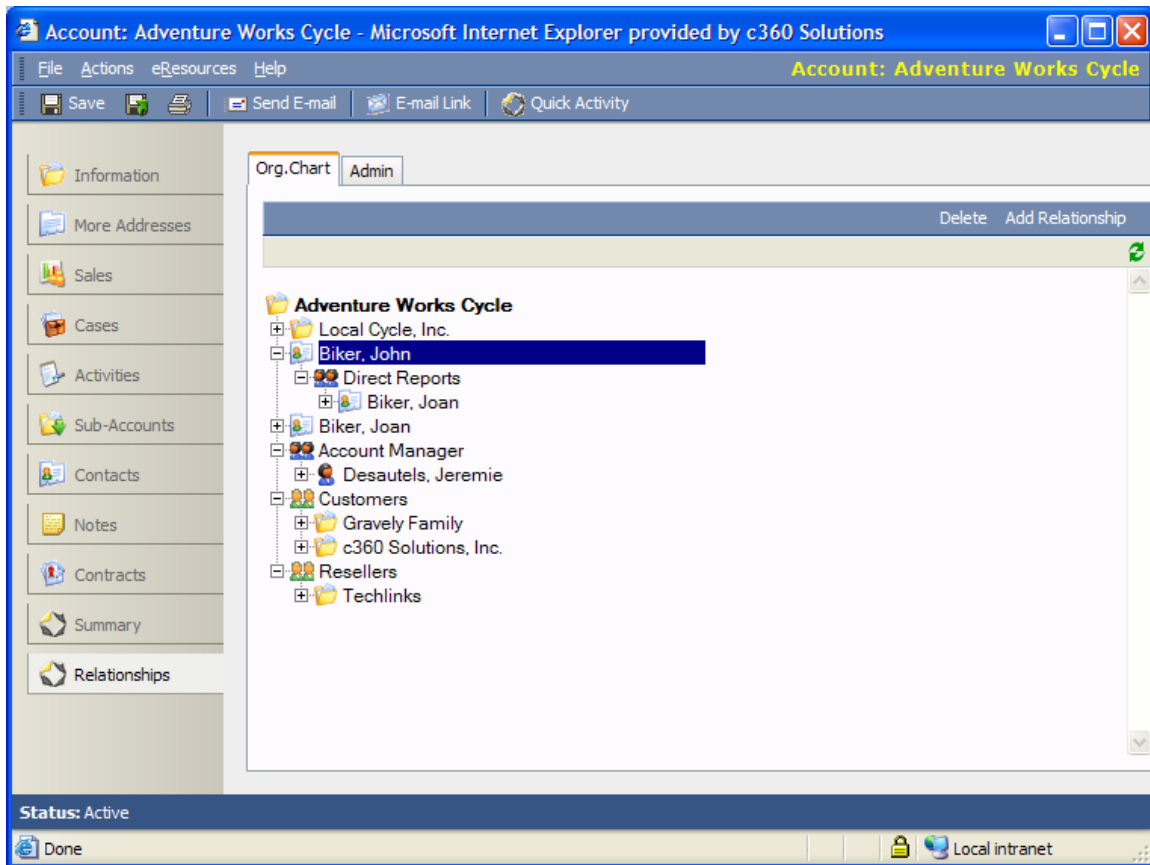 Account: Adventure Works Cycle - Microsoft Internet Explorer provided by c360 Solutions
File Actions eResources Help Account: Adventure Works Cycle
Save Send E-mail E-mail Link Quick Activity
Information
More Addresses
Sales
Cases
Activities
Sub-Accounts
Contacts
Notes
Contracts
Summary
Relationships
Org.Chart Admin
Delete Add Relationship
Adventure Works Cycle
Local Cycle, Inc.
Biker, John
Direct Reports
Biker, Joan
Biker, Joan
Account Manager
Desautels, Jeremie
Customers
Gravely Family
c360 Solutions, Inc.
Resellers
Techlinks
Status: Active
Done Local intranet